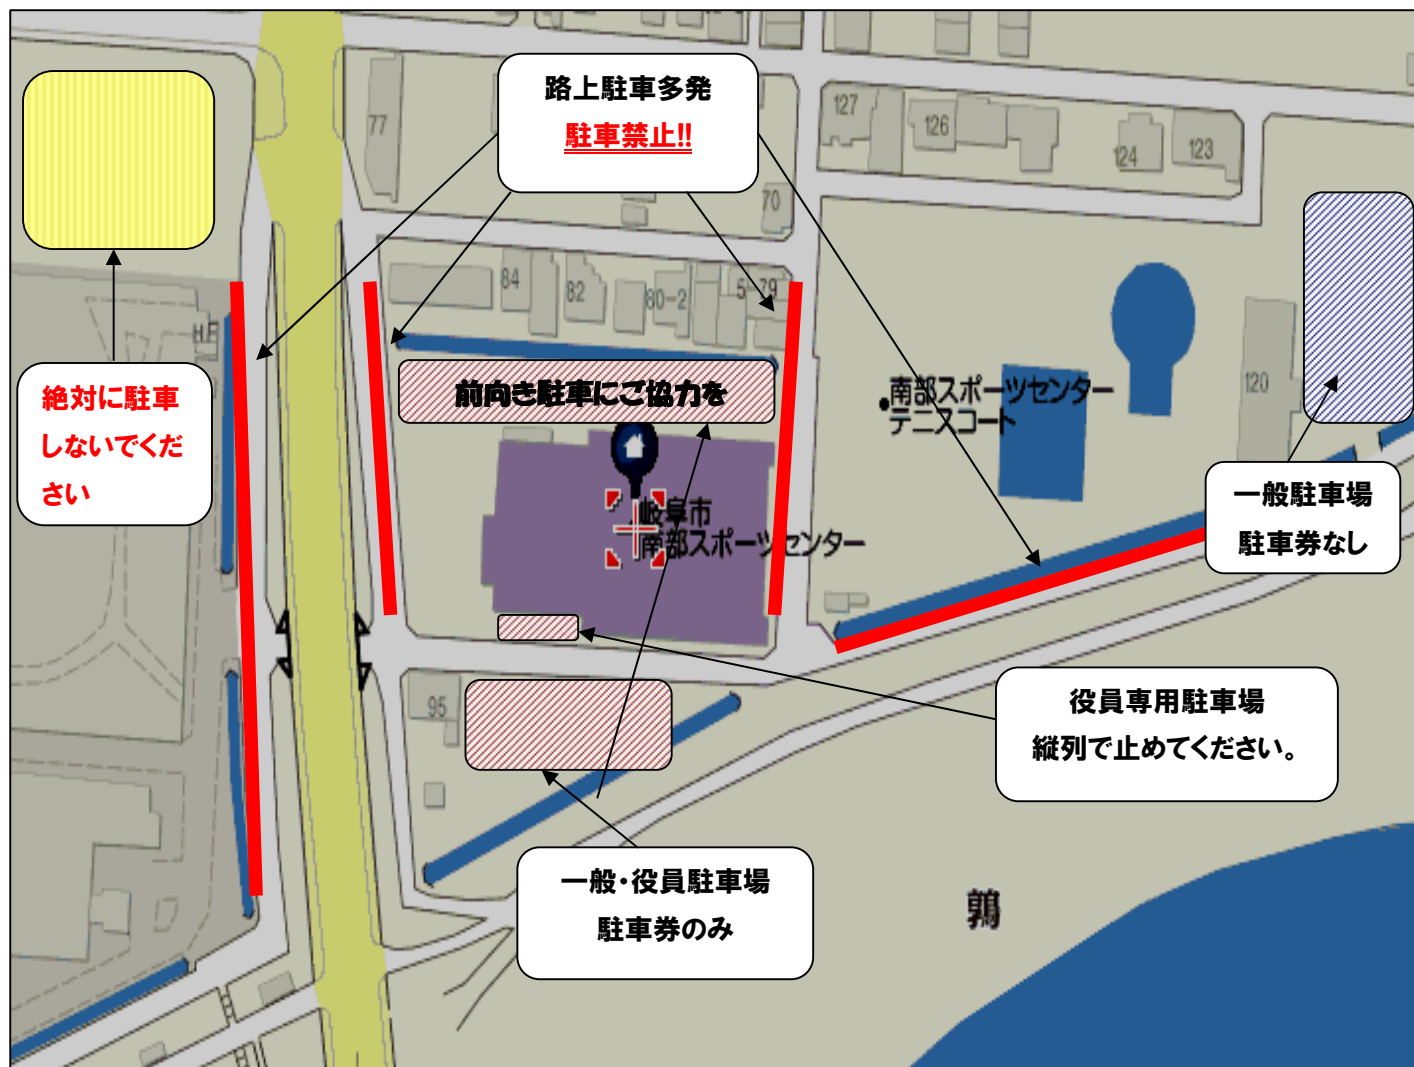 路上駐車多発
駐車禁止!!
127
126
124
123
77
70
84
82
80-2
5-79
120
95
絶対に駐車
しないでくだ
さい
前向き駐車にご協力を
南部スポーツセンター
テニスコート
一般駐車場
駐車券なし
岐阜市
南部スポーツセンター
役員専用駐車場
縦列で止めてください。
一般・役員駐車場
駐車券のみ
鶉